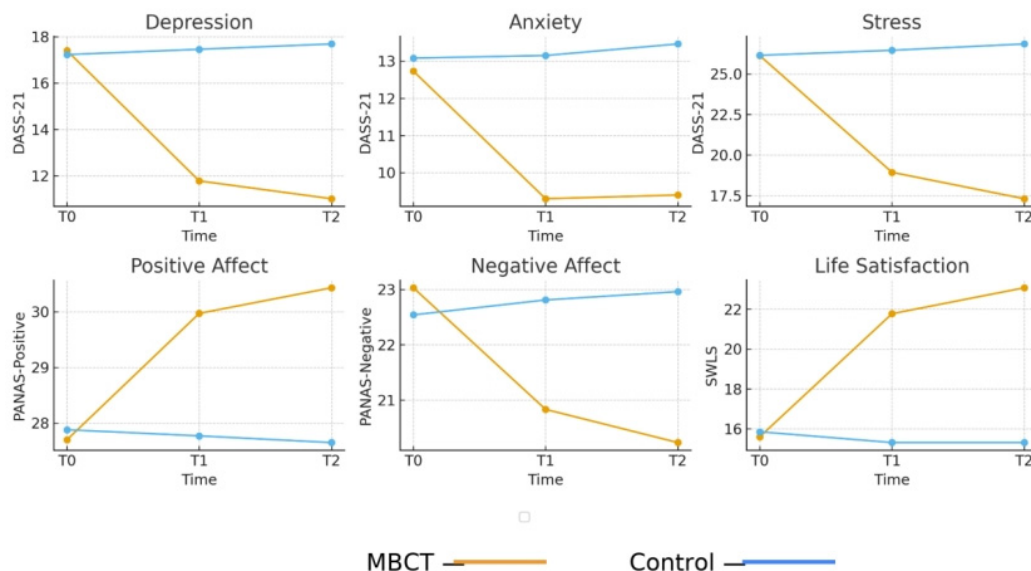 Depression
DASS-21
18
16
14
12
T0 T1 T2
Time
Anxiety
DASS-21
13
12
11
10
T0 T1 T2
Time
Stress
DASS-21
25.0
22.5
20.0
17.5
T0 T1 T2
Time
Positive Affect
PANAS-Positive
30
29
28
T0 T1 T2
Time
Negative Affect
PANAS-Negative
23
22
21
T0 T1 T2
Time
Life Satisfaction
SWLS
22
20
18
16
T0 T1 T2
Time
MBCT — Control —